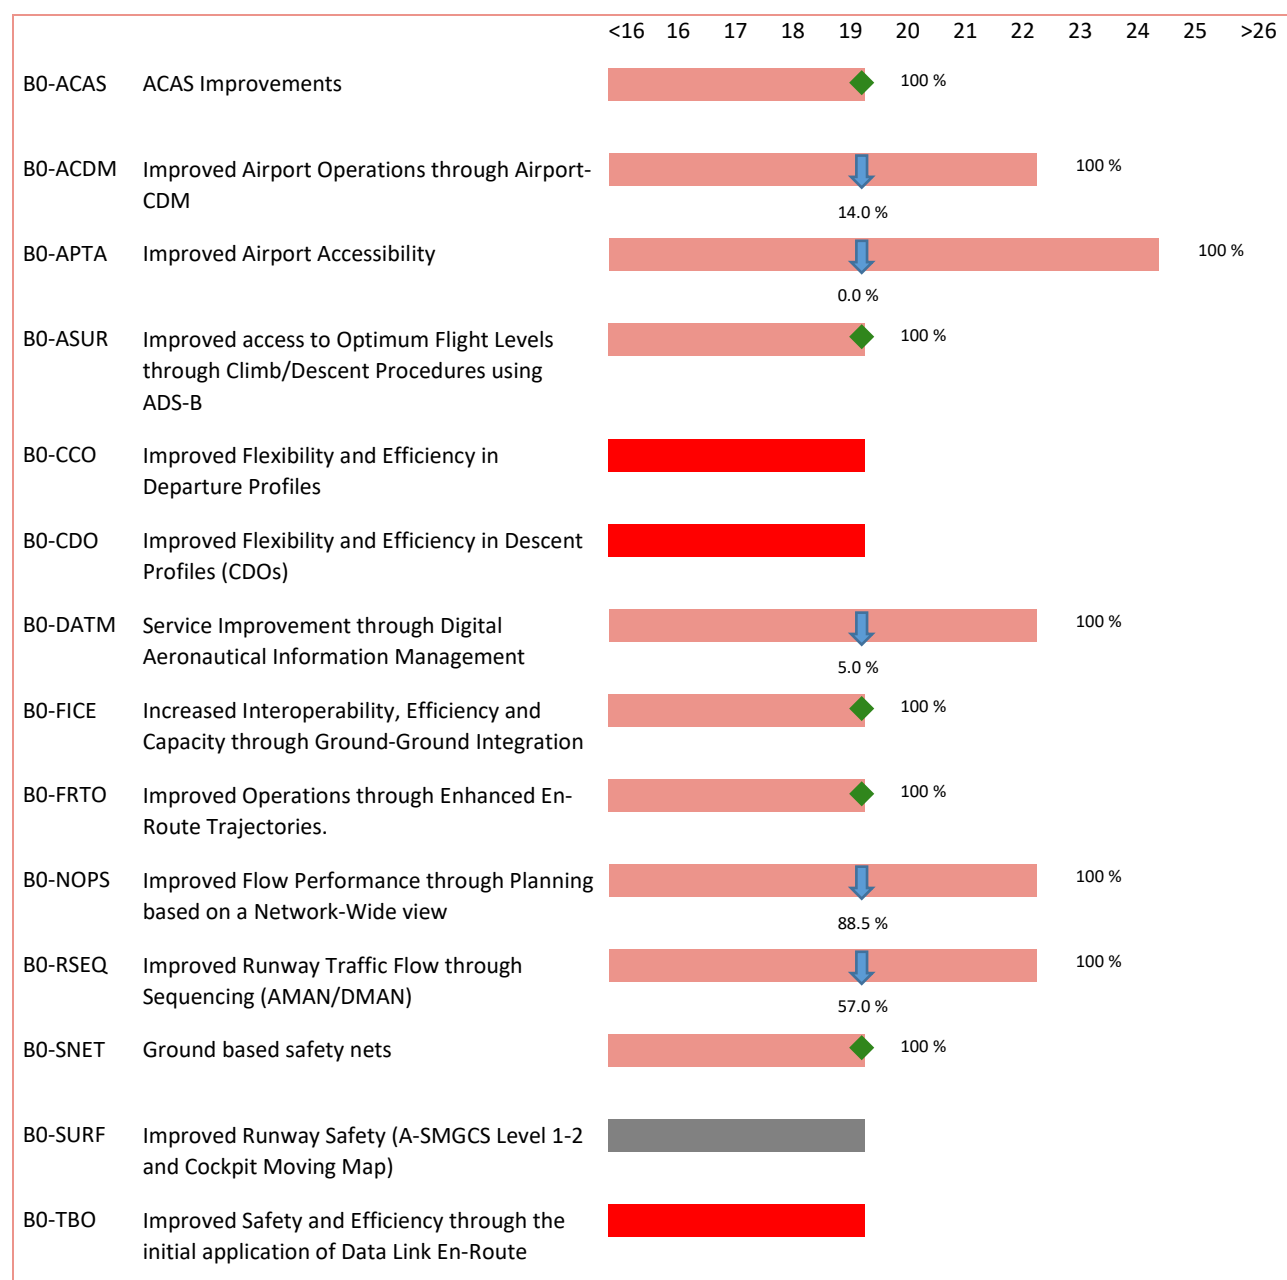 <16 16 17 18 19 20 21 22 23 24 25 >26
B0-ACAS ACAS Improvements 100 %
B0-ACDM Improved Airport Operations through Airport- 100 %
CDM
14.0 %
B0-APTA Improved Airport Accessibility 100 %
0.0 %
B0-ASUR Improved access to Optimum Flight Levels 100 %
through Climb/Descent Procedures using
ADS-B
B0-CCO Improved Flexibility and Efficiency in
Departure Profiles
B0-CDO Improved Flexibility and Efficiency in Descent
Profiles (CDOs)
B0-DATM Service Improvement through Digital 100 %
Aeronautical Information Management
5.0 %
B0-FICE Increased Interoperability, Efficiency and 100 %
Capacity through Ground-Ground Integration
B0-FRTO Improved Operations through Enhanced En- 100 %
Route Trajectories.
B0-NOPS Improved Flow Performance through Planning 100 %
based on a Network-Wide view
88.5 %
B0-RSEQ Improved Runway Traffic Flow through 100 %
Sequencing (AMAN/DMAN)
57.0 %
B0-SNET Ground based safety nets 100 %
B0-SURF Improved Runway Safety (A-SMGCS Level 1-2
and Cockpit Moving Map)
B0-TBO Improved Safety and Efficiency through the
initial application of Data Link En-Route